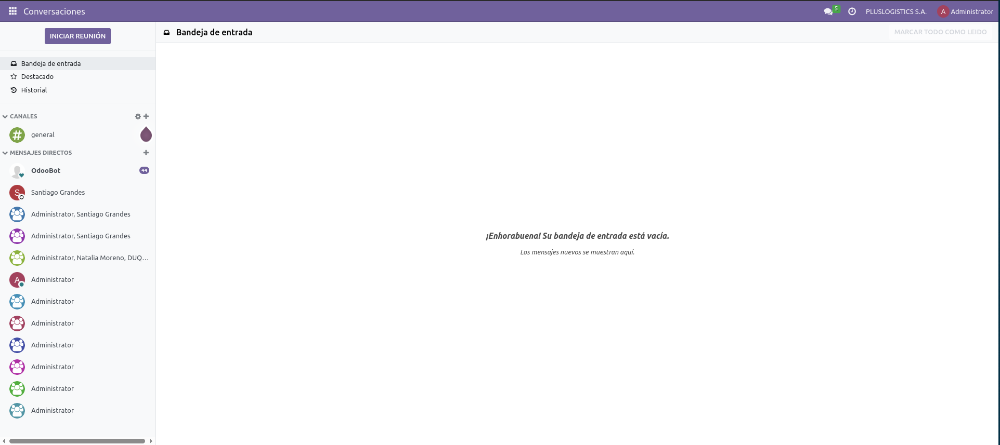 Conversaciones
5
PLUSLOGISTICS S.A.
A Administrator
INICIAR REUNIÓN
Bandeja de entrada
MARCAR TODO COMO LEIDO
Bandeja de entrada
Destacado
Historial
CANALES
# general
MENSAJES DIRECTOS
OdooBot 44
S Santiago Grandes
Administrator, Santiago Grandes
Administrator, Santiago Grandes
Administrator, Natalia Moreno, DUQ...
A Administrator
Administrator
Administrator
Administrator
Administrator
Administrator
Administrator
¡Enhorabuena! Su bandeja de entrada está vacía.
Los mensajes nuevos se muestran aquí.